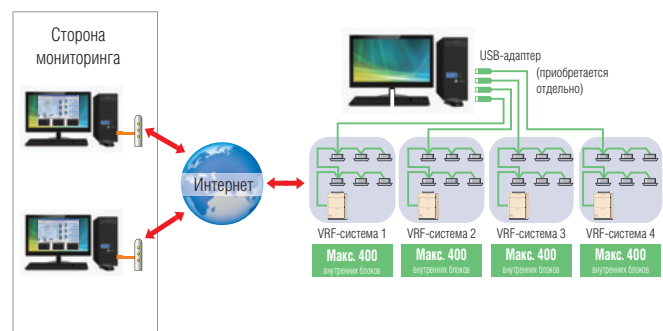 Сторона
мониторинга
USB-адаптер
(приобретается
отдельно)
Интернет
VRF-система 1
VRF-система 2
VRF-система 3
VRF-система 4
Макс. 400
внутренних блоков
Макс. 400
внутренних блоков
Макс. 400
внутренних блоков
Макс. 400
внутренних блоков